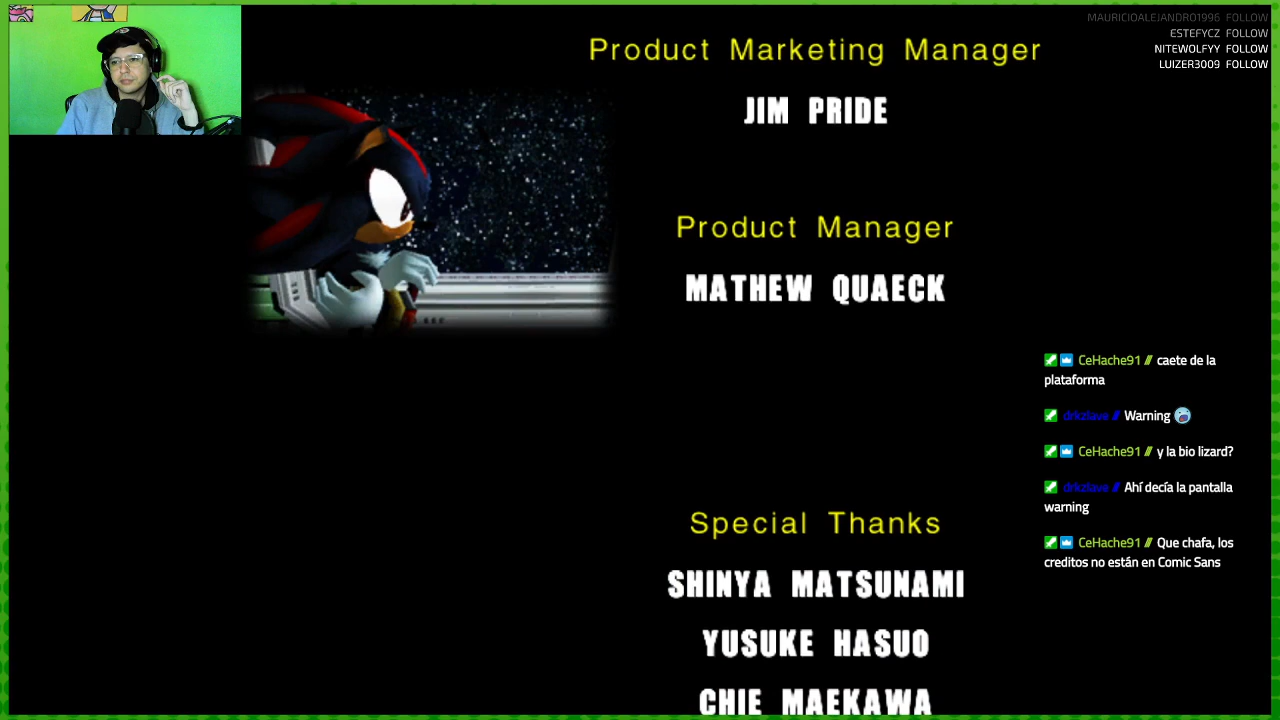 Product Marketing Manager
JIM PRIDE
Product Manager
MATHEW QUAECK
Special Thanks
SHINYA MATSUNAMI
YUSUKE HASUO
CHIE MAEKAWA
MAURICIOALEJANDRO1996 FOLLOW
ESTEFYCZ FOLLOW
NITEWOLFYY FOLLOW
LUIZER3009 FOLLOW
CeHache91 // caete de la
plataforma
drkzlave // Warning
CeHache91 // y la bio lizard?
drkzlave // Ahí decía la pantalla
warning
CeHache91 // Que chafa, los
creditos no están en Comic Sans